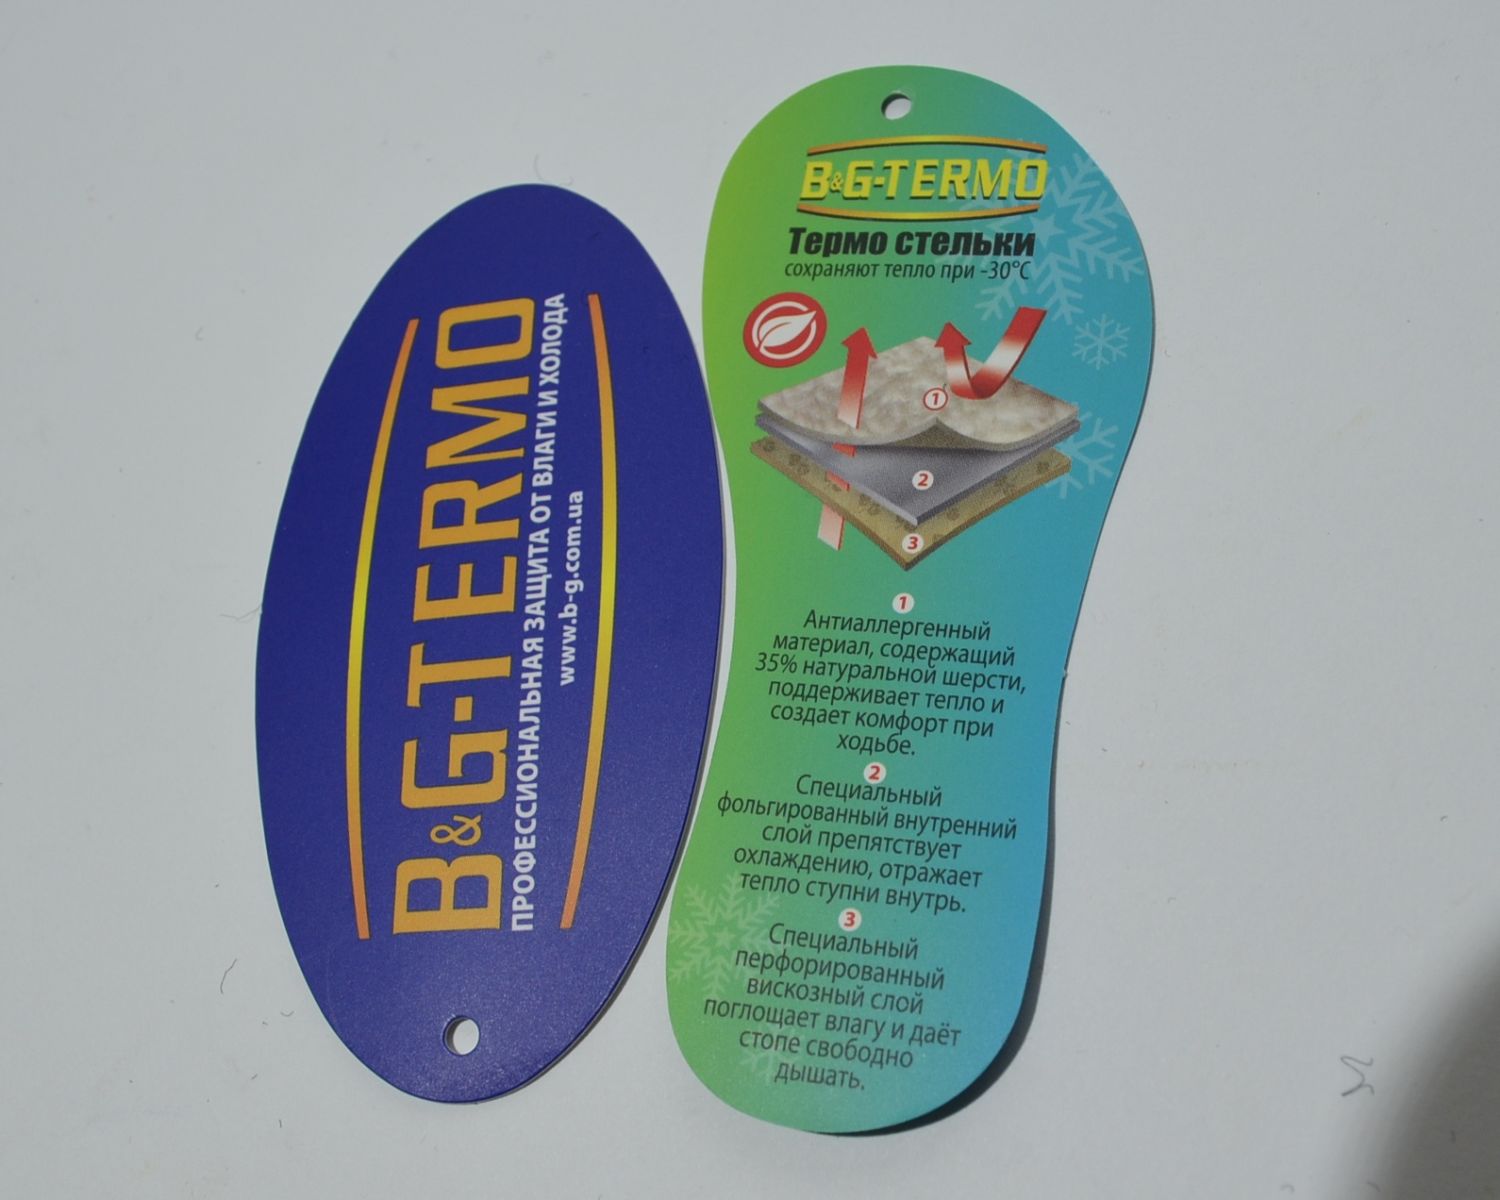 B&G-TERMO
ПРОФЕССИОНАЛЬНАЯ ЗАЩИТА ОТ ВЛАГИ И ХОЛОДА
www.b-g.com.ua
B&G-TERMO
Термо стельки
сохраняют тепло при -30°С
1
2
3
1
Антиаллергенный
материал, содержащий
35% натуральной шерсти,
поддерживает тепло и
создает комфорт при
ходьбе.
2
Специальный
фольгированный внутренний
слой препятствует
охлаждению, отражает
тепло ступни внутрь.
3
Специальный
перфорированный
вискозный слой
поглощает влагу и даёт
стопе свободно
дышать.